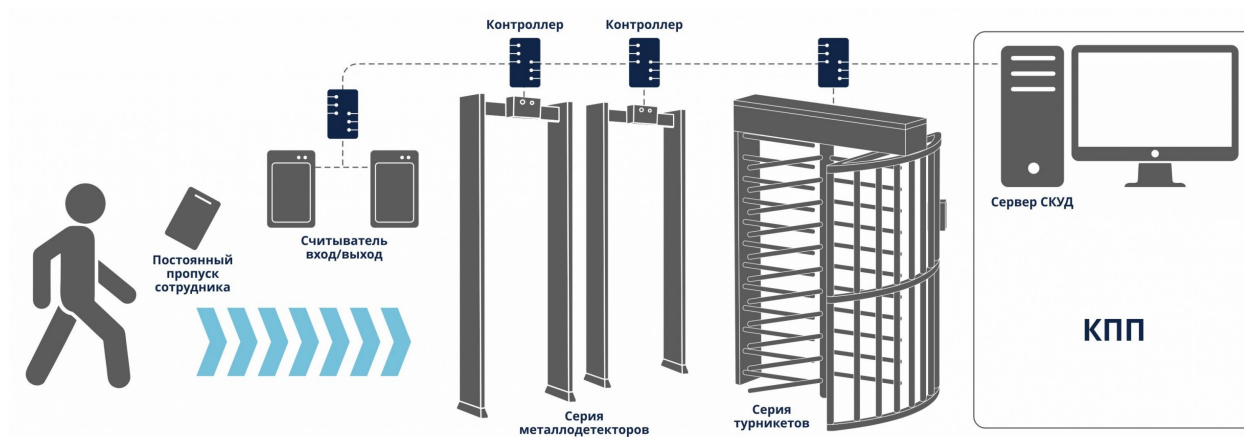 Контроллер
Контроллер
Постоянный
пропуск
сотрудника
Считыватель
вход/выход
Серия
металлодетекторов
Серия
турникетов
Сервер СКУД
КПП